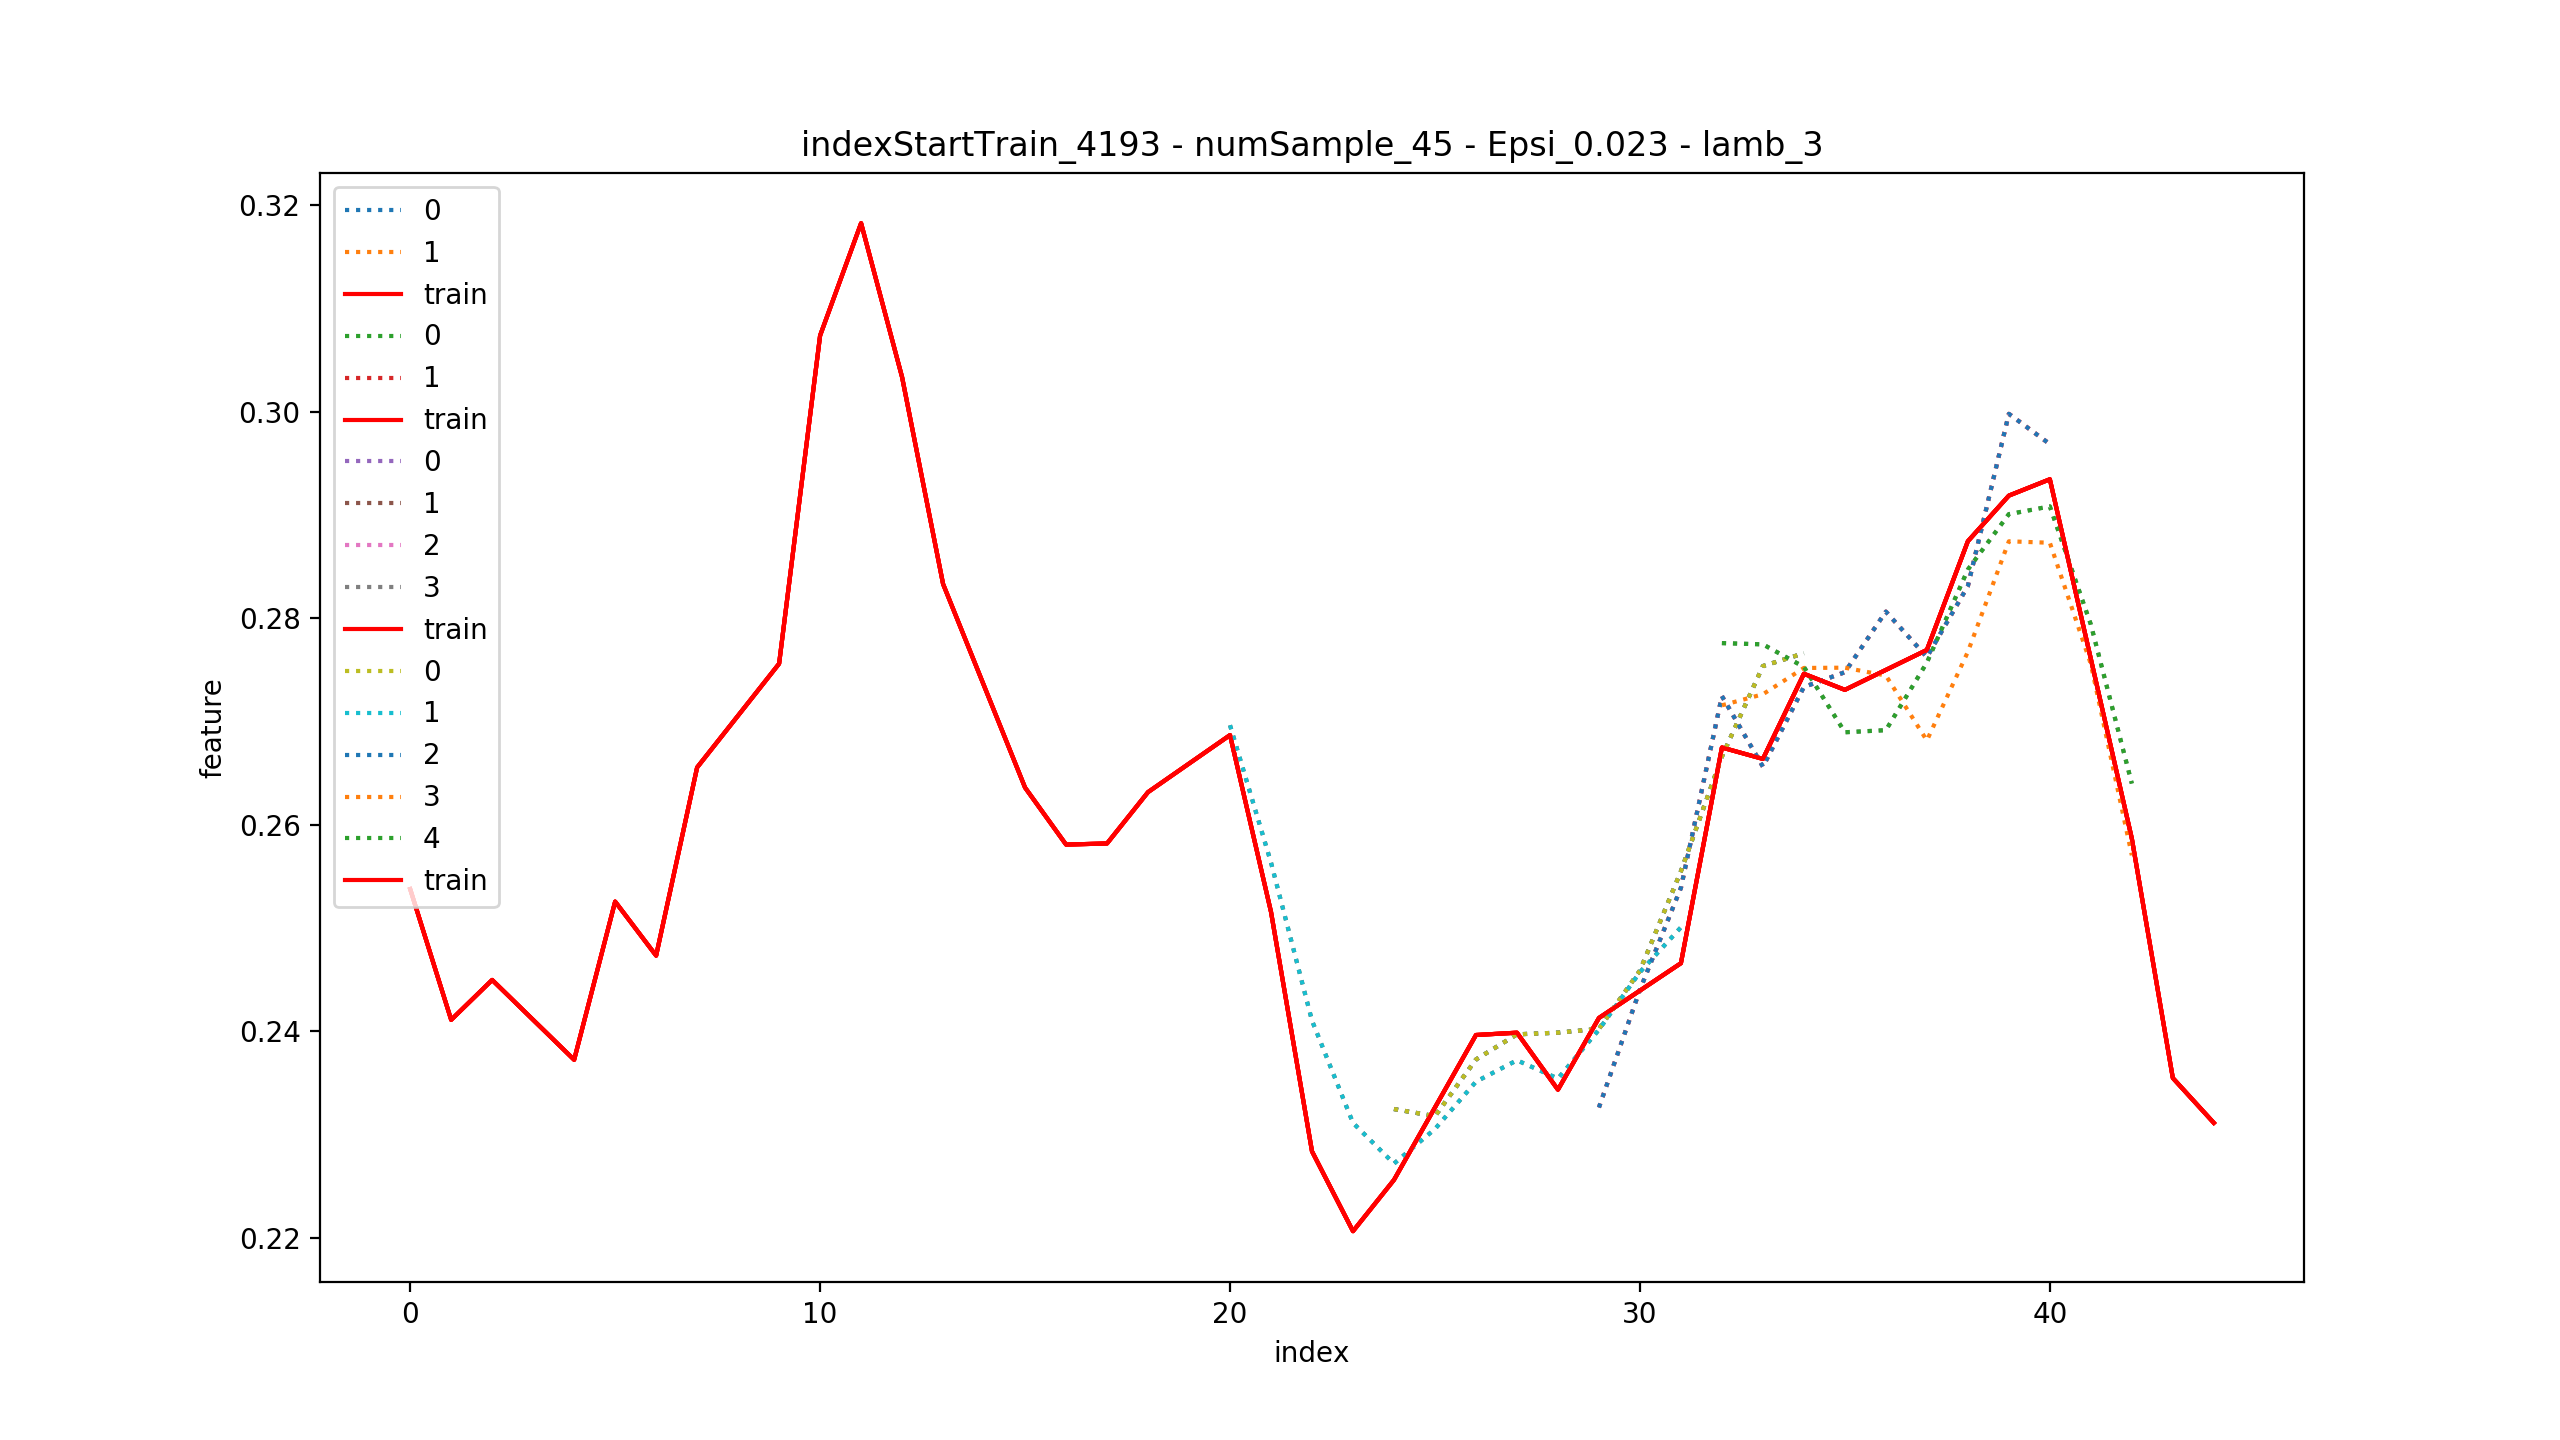 indexStartTrain_4193 - numSample_45 - Epsi_0.023 - lamb_3
0
1
train
0
1
train
0
1
2
3
train
0
1
2
3
4
train
0.32
0.30
0.28
0.26
0.24
0.22
feature
0 10 20 30 40
index